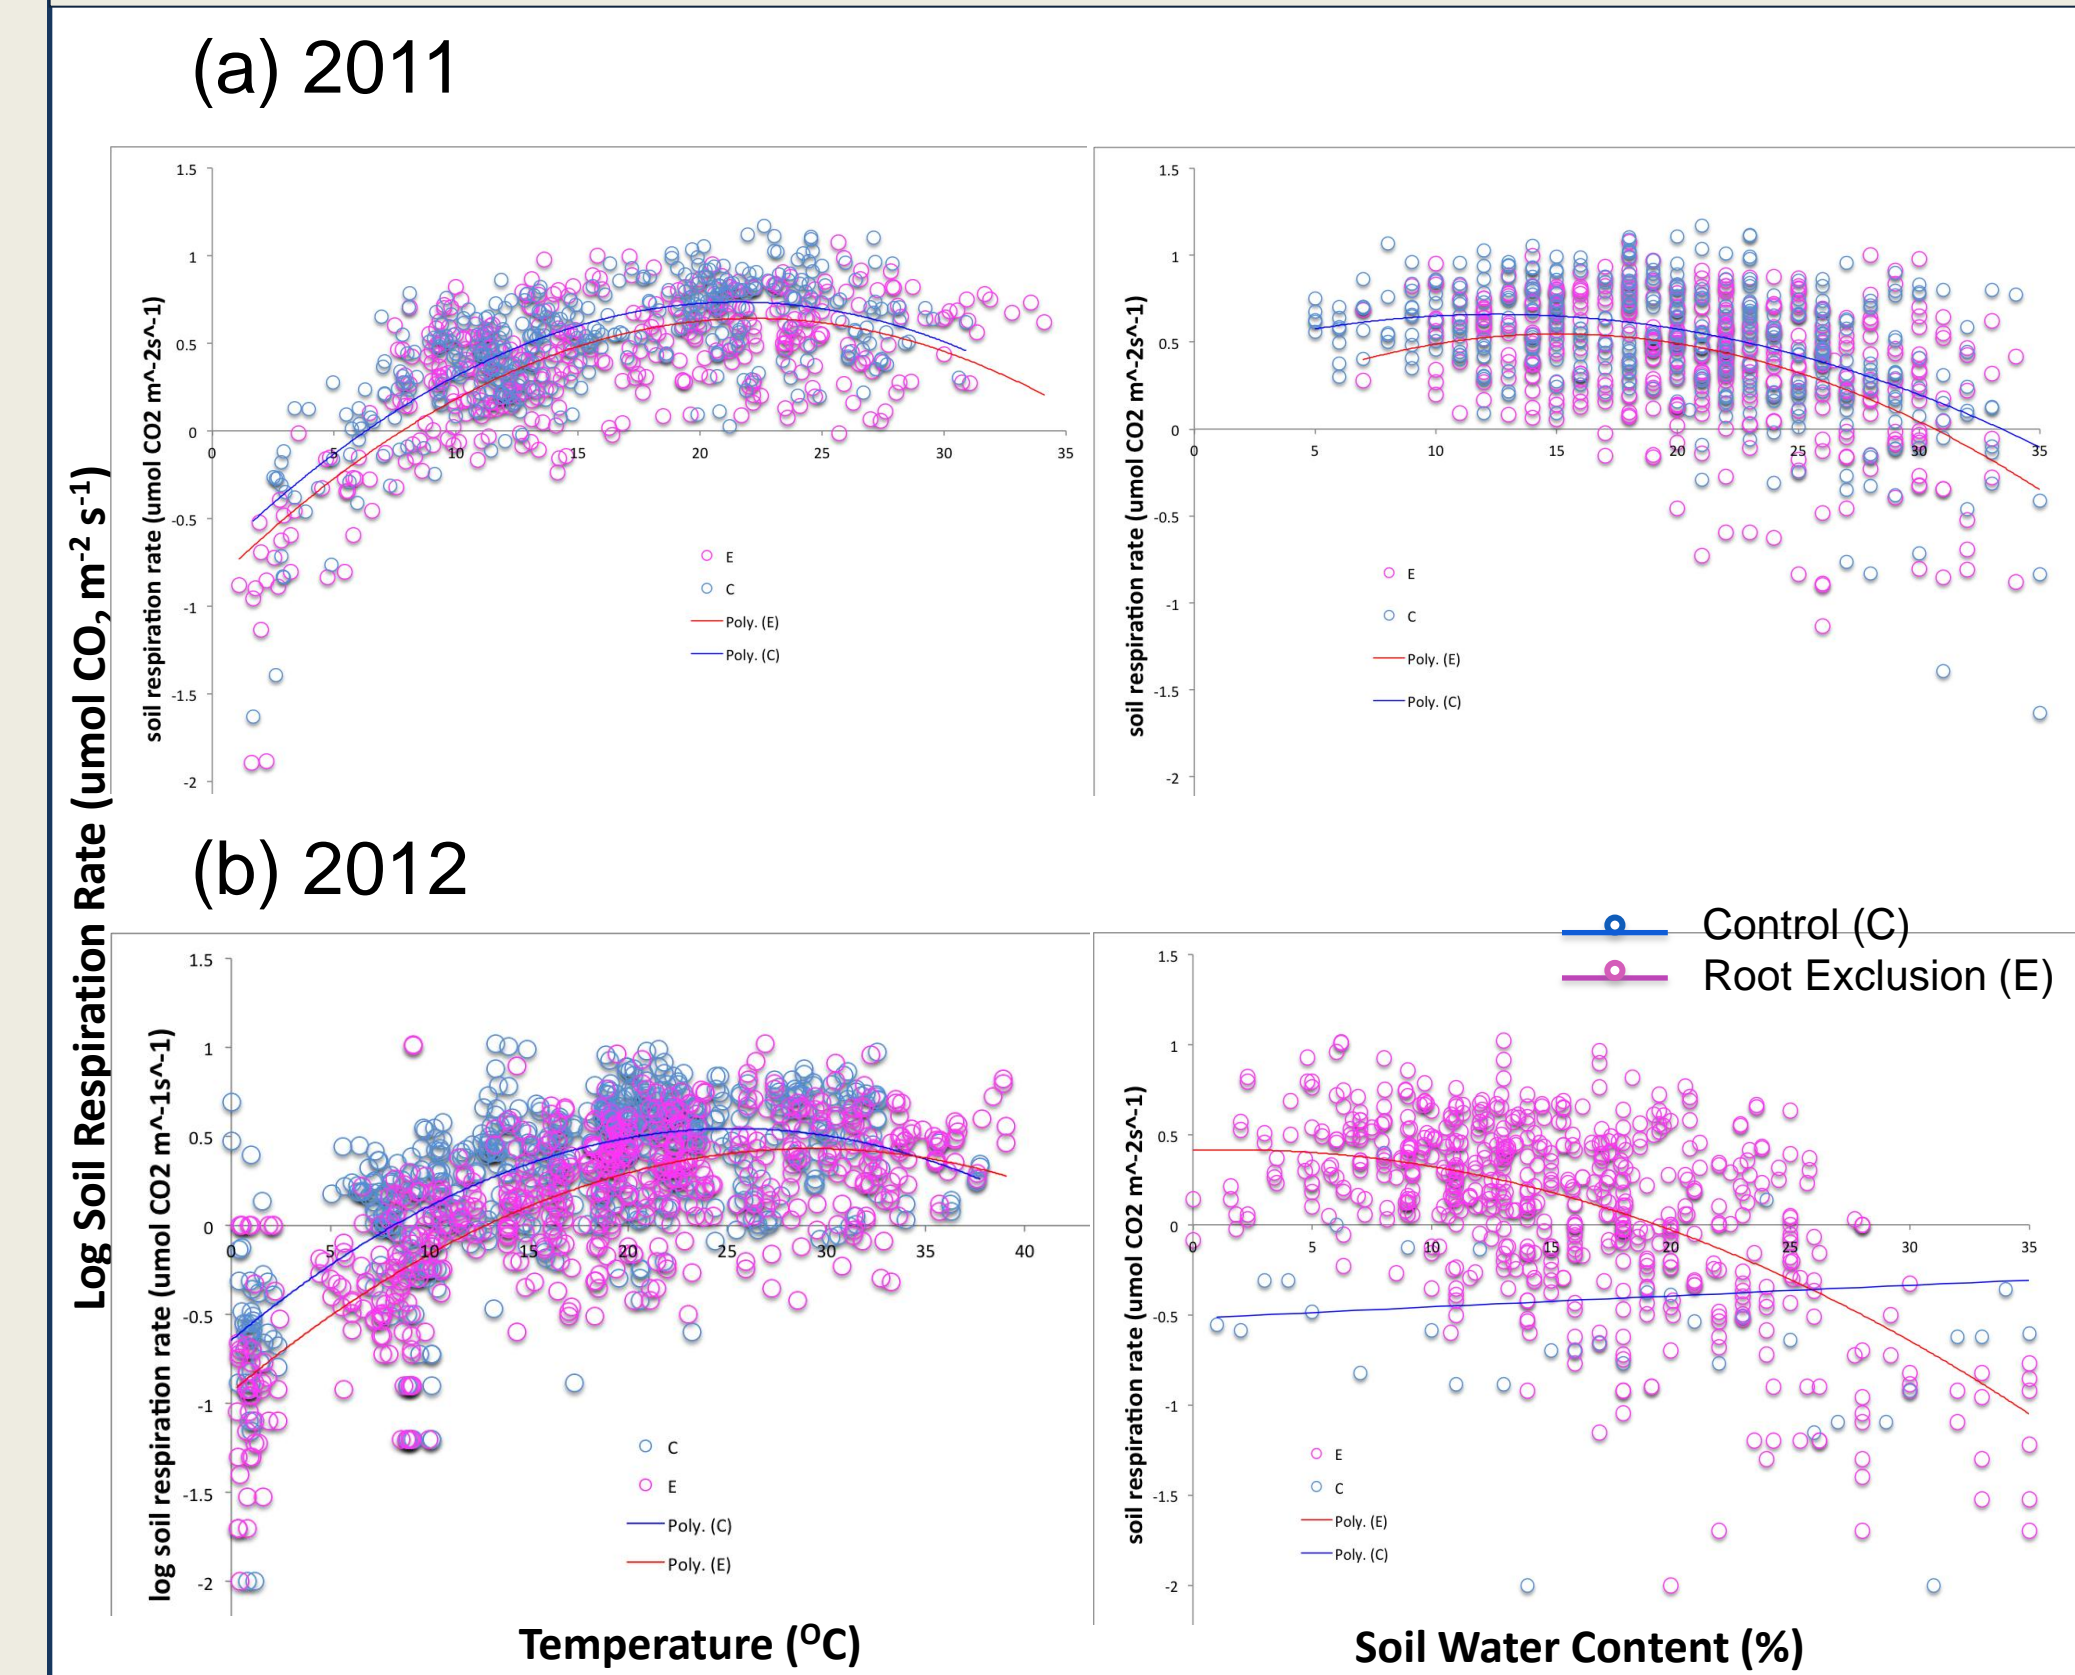 (a) 2011
Log Soil Respiration Rate (umol CO2 m-2 s-1)
soil respiration rate (umol CO2 m^-2s^-1)
1.5
1
0.5
0
-0.5
-1
-1.5
-2
0 5 10 15 20 25 30 35
E
C
Poly. (E)
Poly. (C)
soil respiration rate (umol CO2 m^-2s^-1)
1.5
1
0.5
0
-0.5
-1
-1.5
-2
0 5 10 15 20 25 30 35
E
C
Poly. (E)
Poly. (C)
(b) 2012
Control (C)
Root Exclusion (E)
log soil respiration rate (umol CO2 m^-1s^-1)
1.5
1
0.5
0
-0.5
-1
-1.5
-2
0 5 10 15 20 25 30 35 40
C
E
Poly. (C)
Poly. (E)
Temperature (OC)
soil respiration rate (umol CO2 m^-2s^-1)
1.5
1
0.5
0
-0.5
-1
-1.5
-2
0 5 10 15 20 25 30 35
E
C
Poly. (E)
Poly. (C)
Soil Water Content (%)